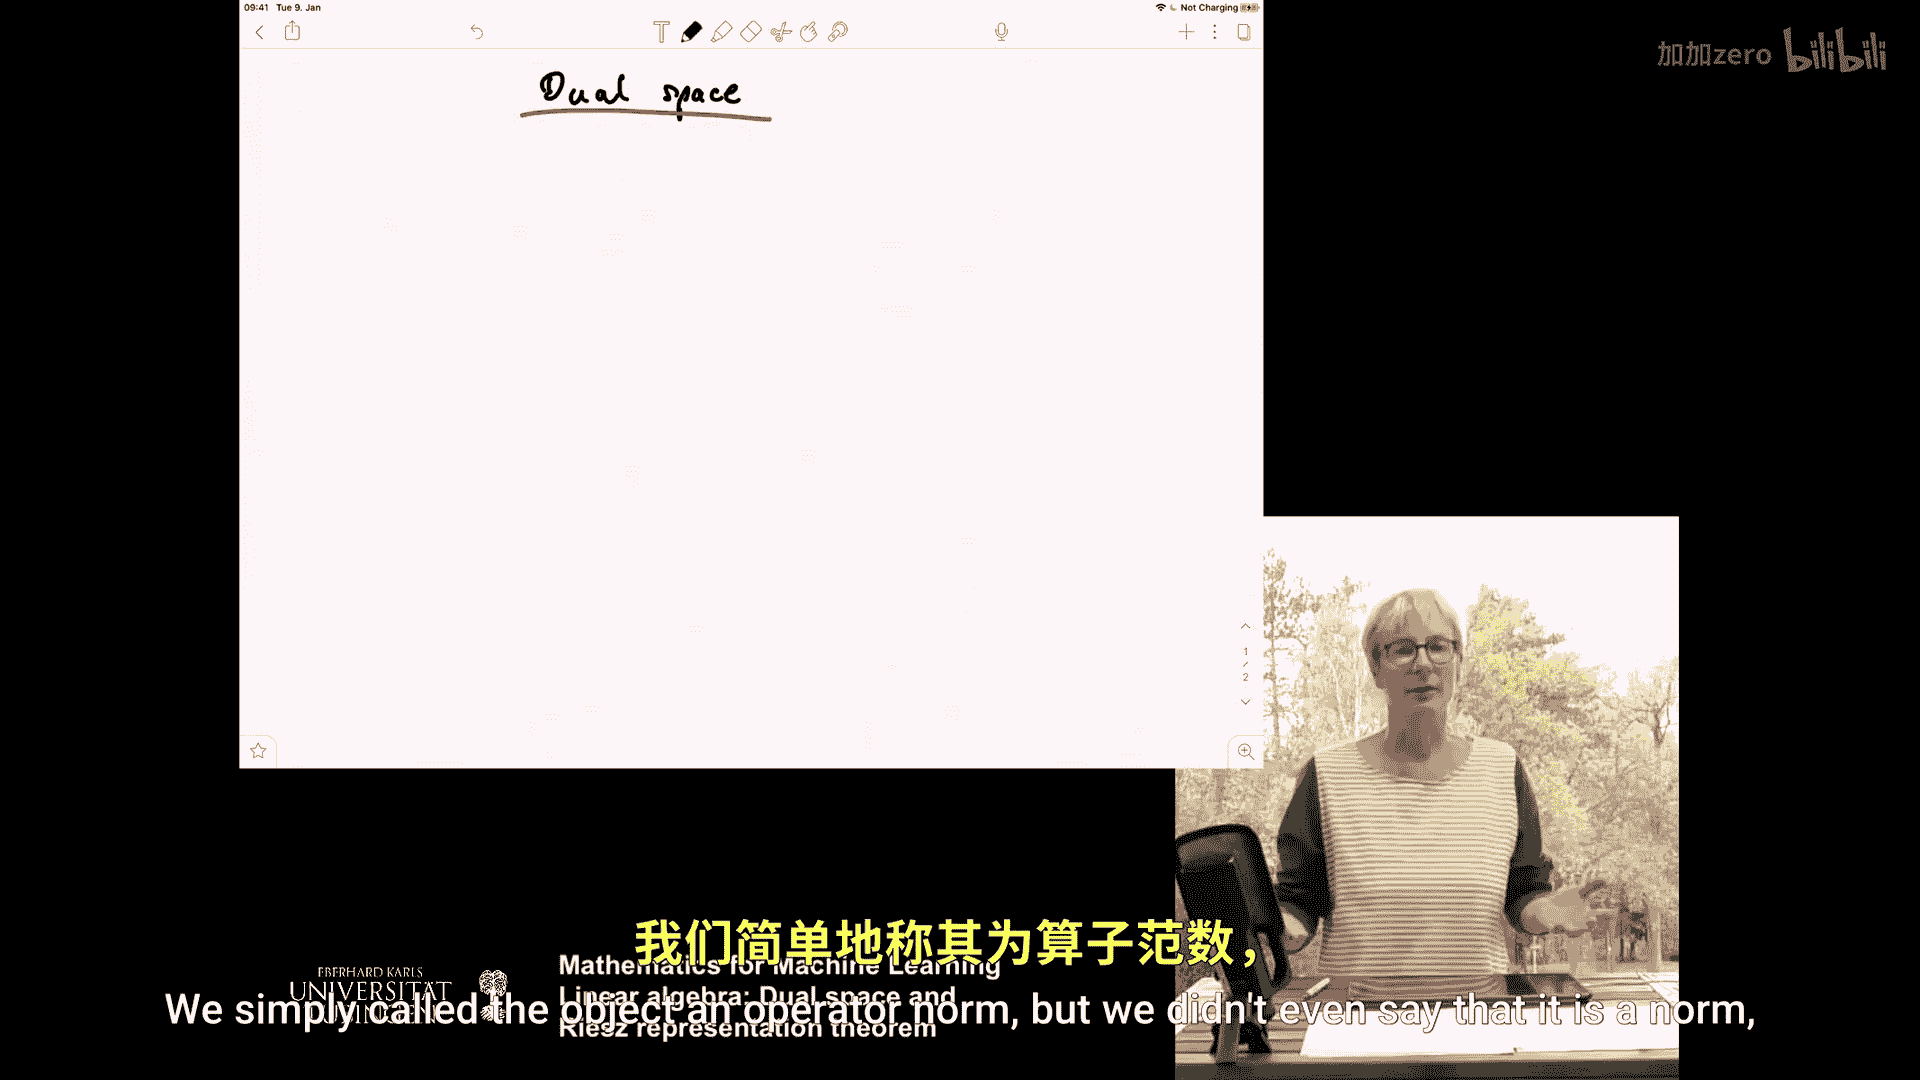 09:41 Tue 9. Jan
Not Charging
加加zero bilibili
Dual space
1
/
2
我们简单地称其为算子范数，
We simply called the object an operator norm, but we didn't even say that it is a norm,
EBERHARD KARLS
UNIVERSITÄT
TÜBINGEN
Mathematics for Machine Learning
Linear algebra: Dual space and
Riesz representation theorem